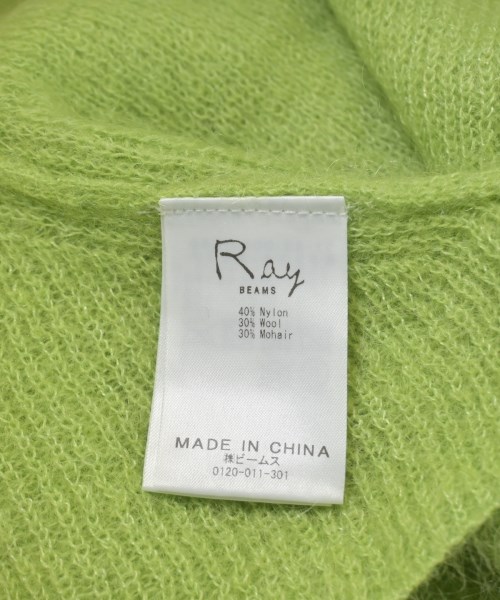 Ray
BEAMS
40% Nylon
30% Wool
30% Mohair
MADE IN CHINA
㈱ビームス
0120-011-301